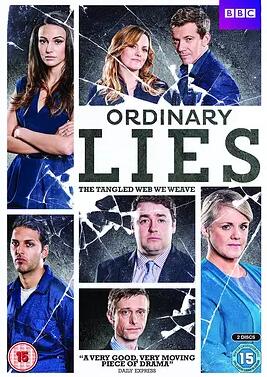 BBC
ORDINARY
LIES
THE TANGLED WEB WE WEAVE
2 DISCS
15
"A VERY GOOD, VERY MOVING
PIECE OF DRAMA"
DAILY EXPRESS
15